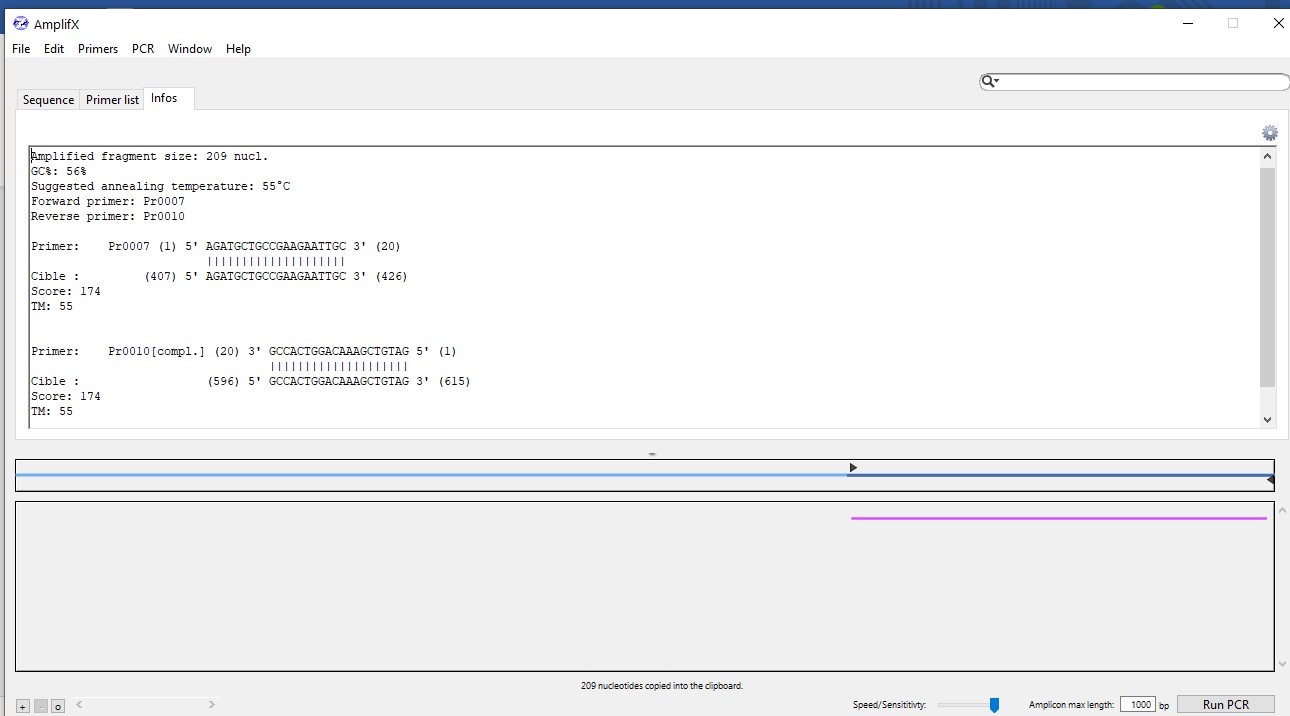 AmplifX
File Edit Primers PCR Window Help
Sequence Primer list Infos
Amplified fragment size: 209 nucl.
GC%: 56%
Suggested annealing temperature: 55°C
Forward primer: Pr0007
Reverse primer: Pr0010
Primer: Pr0007 (1) 5' AGATGCTGCCGAAGAATTGC 3' (20)
||||||||||||||||||||
Cible : (407) 5' AGATGCTGCCGAAGAATTGC 3' (426)
Score: 174
TM: 55
Primer: Pr0010[compl.] (20) 3' GCCACTGGACAAAGCTGTAG 5' (1)
||||||||||||||||||||
Cible : (596) 5' GCCACTGGACAAAGCTGTAG 3' (615)
Score: 174
TM: 55
209 nucleotides copied into the clipboard.
+ - o < > Speed/Sensitivity: Amplicon max length: 1000 bp Run PCR